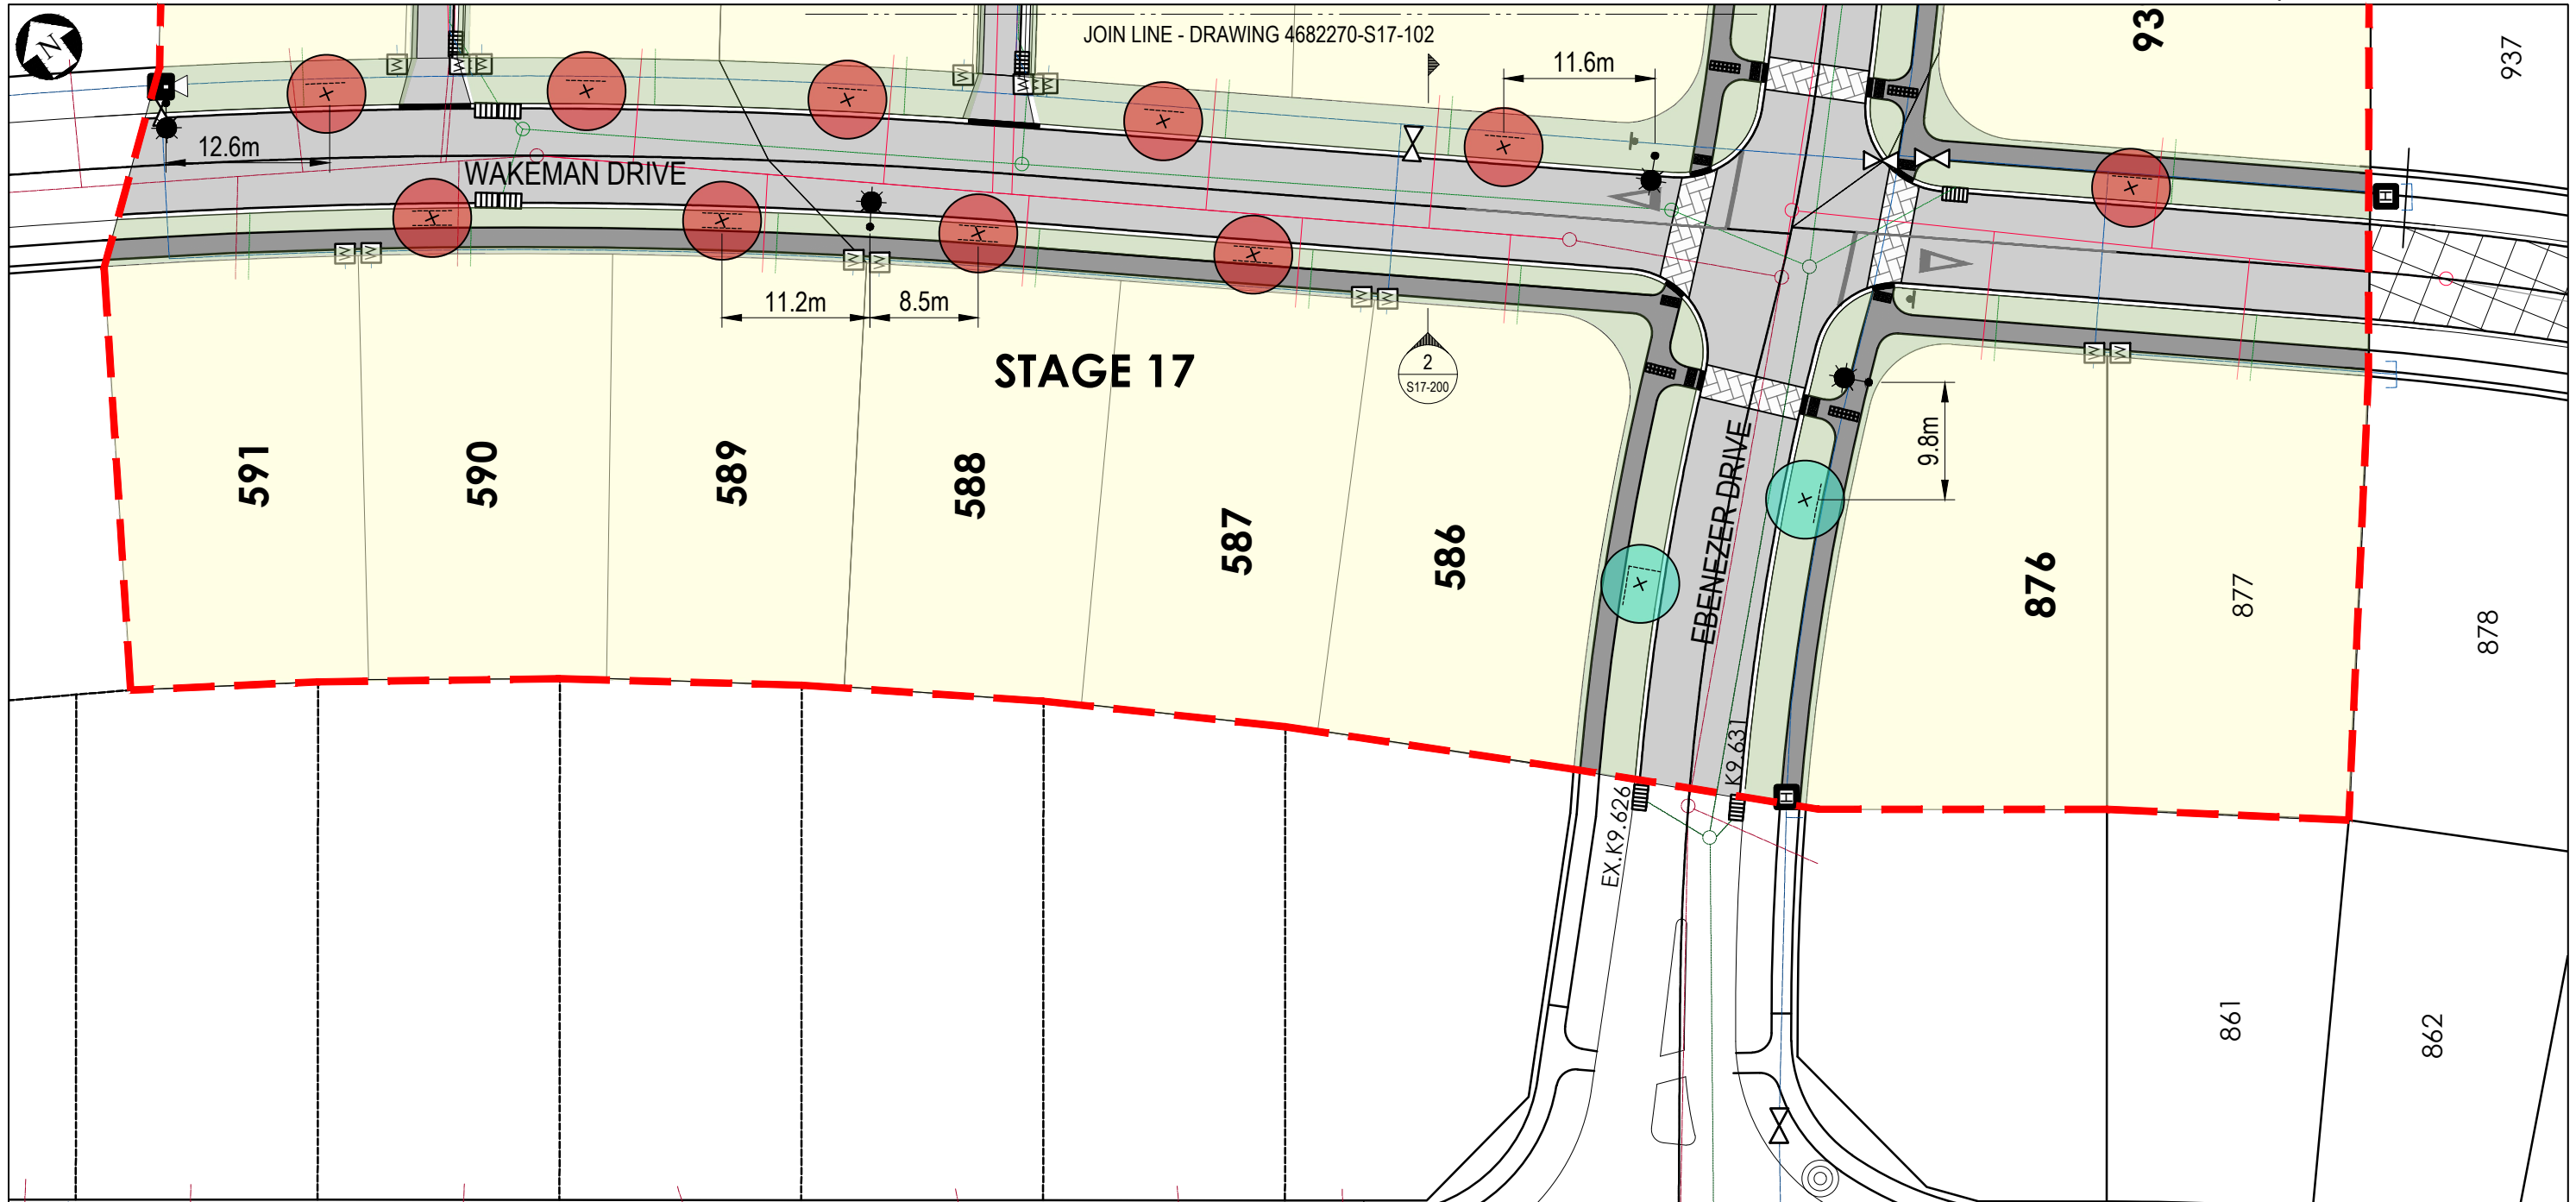 N
JOIN LINE - DRAWING 4682270-S17-102
93
937
11.6m
W
W
W
W
W
W
W
12.6m
WAKEMAN DRIVE
H
W
W
W
W
W
W
11.2m
8.5m
STAGE 17
2
S17-200
W
W
591
590
589
588
587
586
EBENEZER DRIVE
9.8m
876
877
878
EX.K9.626
K9.631
H
861
862